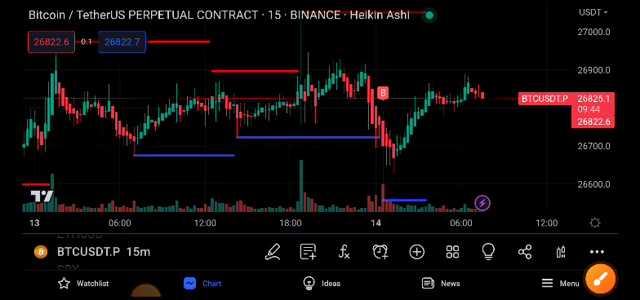 Bitcoin / TetherUS PERPETUAL CONTRACT · 15 · BINANCE · Heikin Ashi
USDT
26822.6 0.1 26822.7
27000.0
26900.0
8
BTCUSDT.P 26825.1
09:44
26822.6
26700.0
26600.0
13 06:00 12:00 18:00 14 06:00 12:00
BTCUSDT.P 15m
Watchlist Chart Ideas News Menu